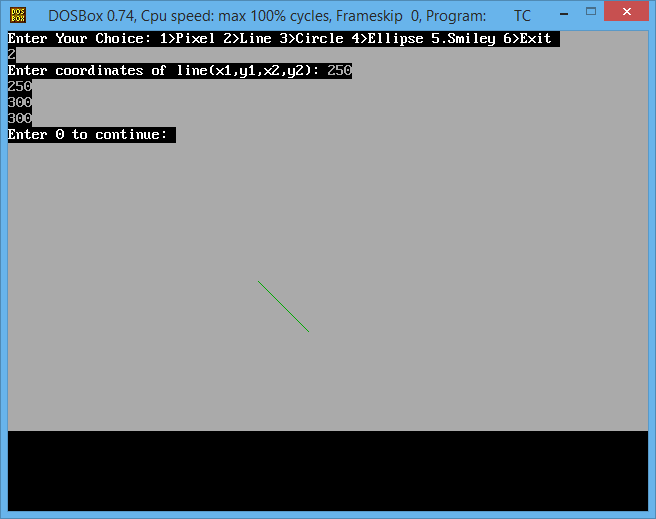 DOS
BOX
DOSBox 0.74, Cpu speed: max 100% cycles, Frameskip 0, Program: TC
Enter Your Choice: 1>Pixel 2>Line 3>Circle 4>Ellipse 5.Smiley 6>Exit
2
Enter coordinates of line(x1,y1,x2,y2): 250
250
300
300
Enter 0 to continue: